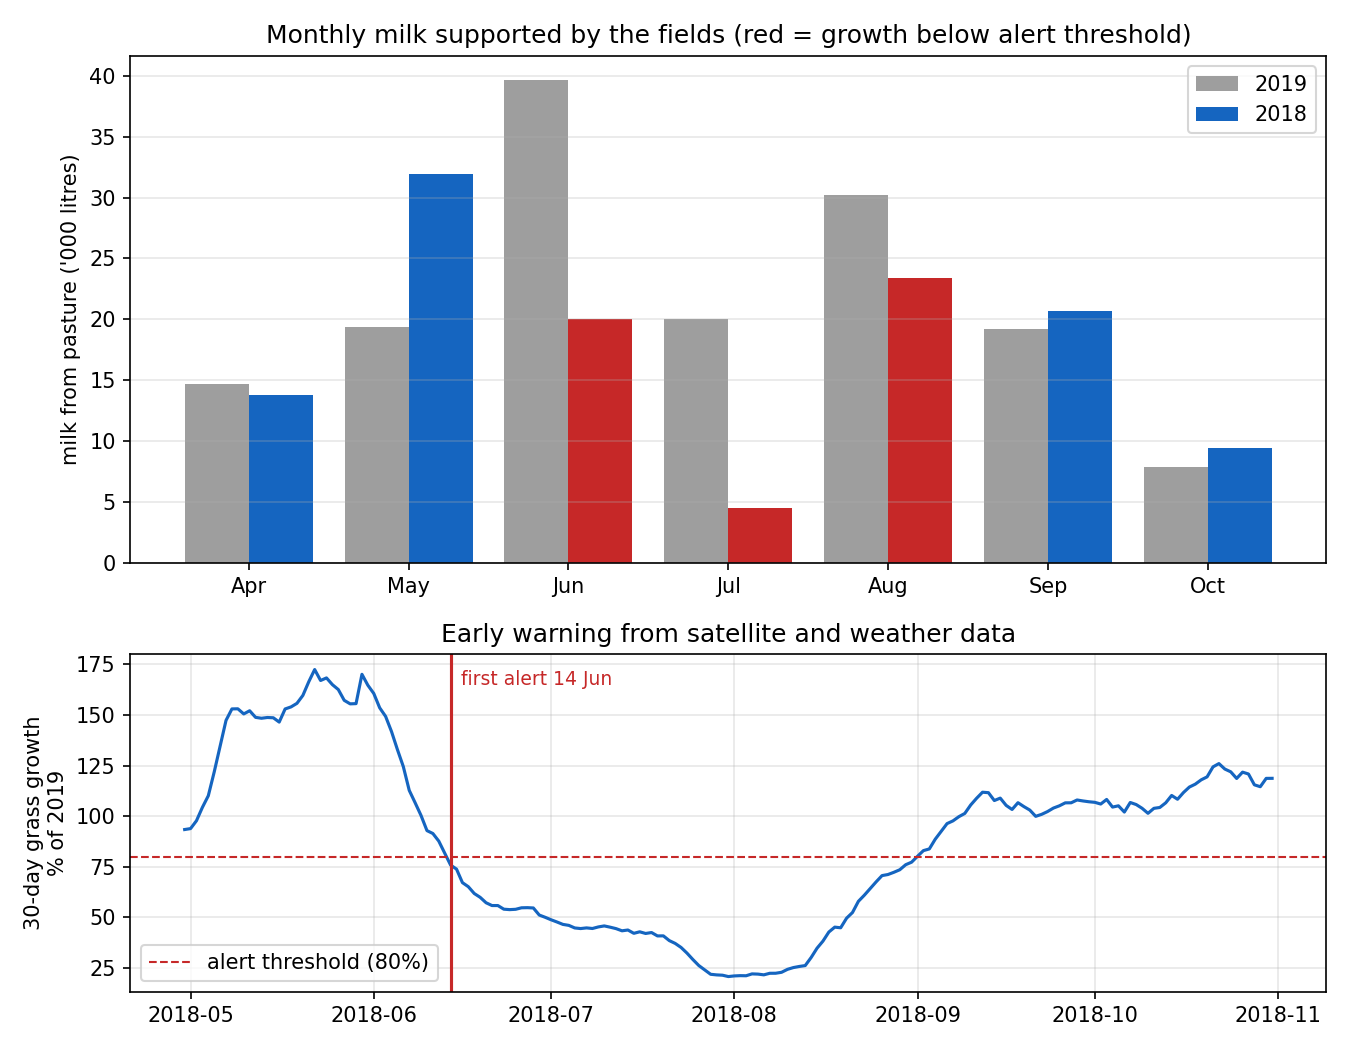 Monthly milk supported by the fields (red = growth below alert threshold)
milk from pasture ('000 litres)
40
35
30
25
20
15
10
5
0
2019
2018
Apr May Jun Jul Aug Sep Oct
Early warning from satellite and weather data
30-day grass growth
% of 2019
175
150
125
100
75
50
25
first alert 14 Jun
alert threshold (80%)
2018-05 2018-06 2018-07 2018-08 2018-09 2018-10 2018-11